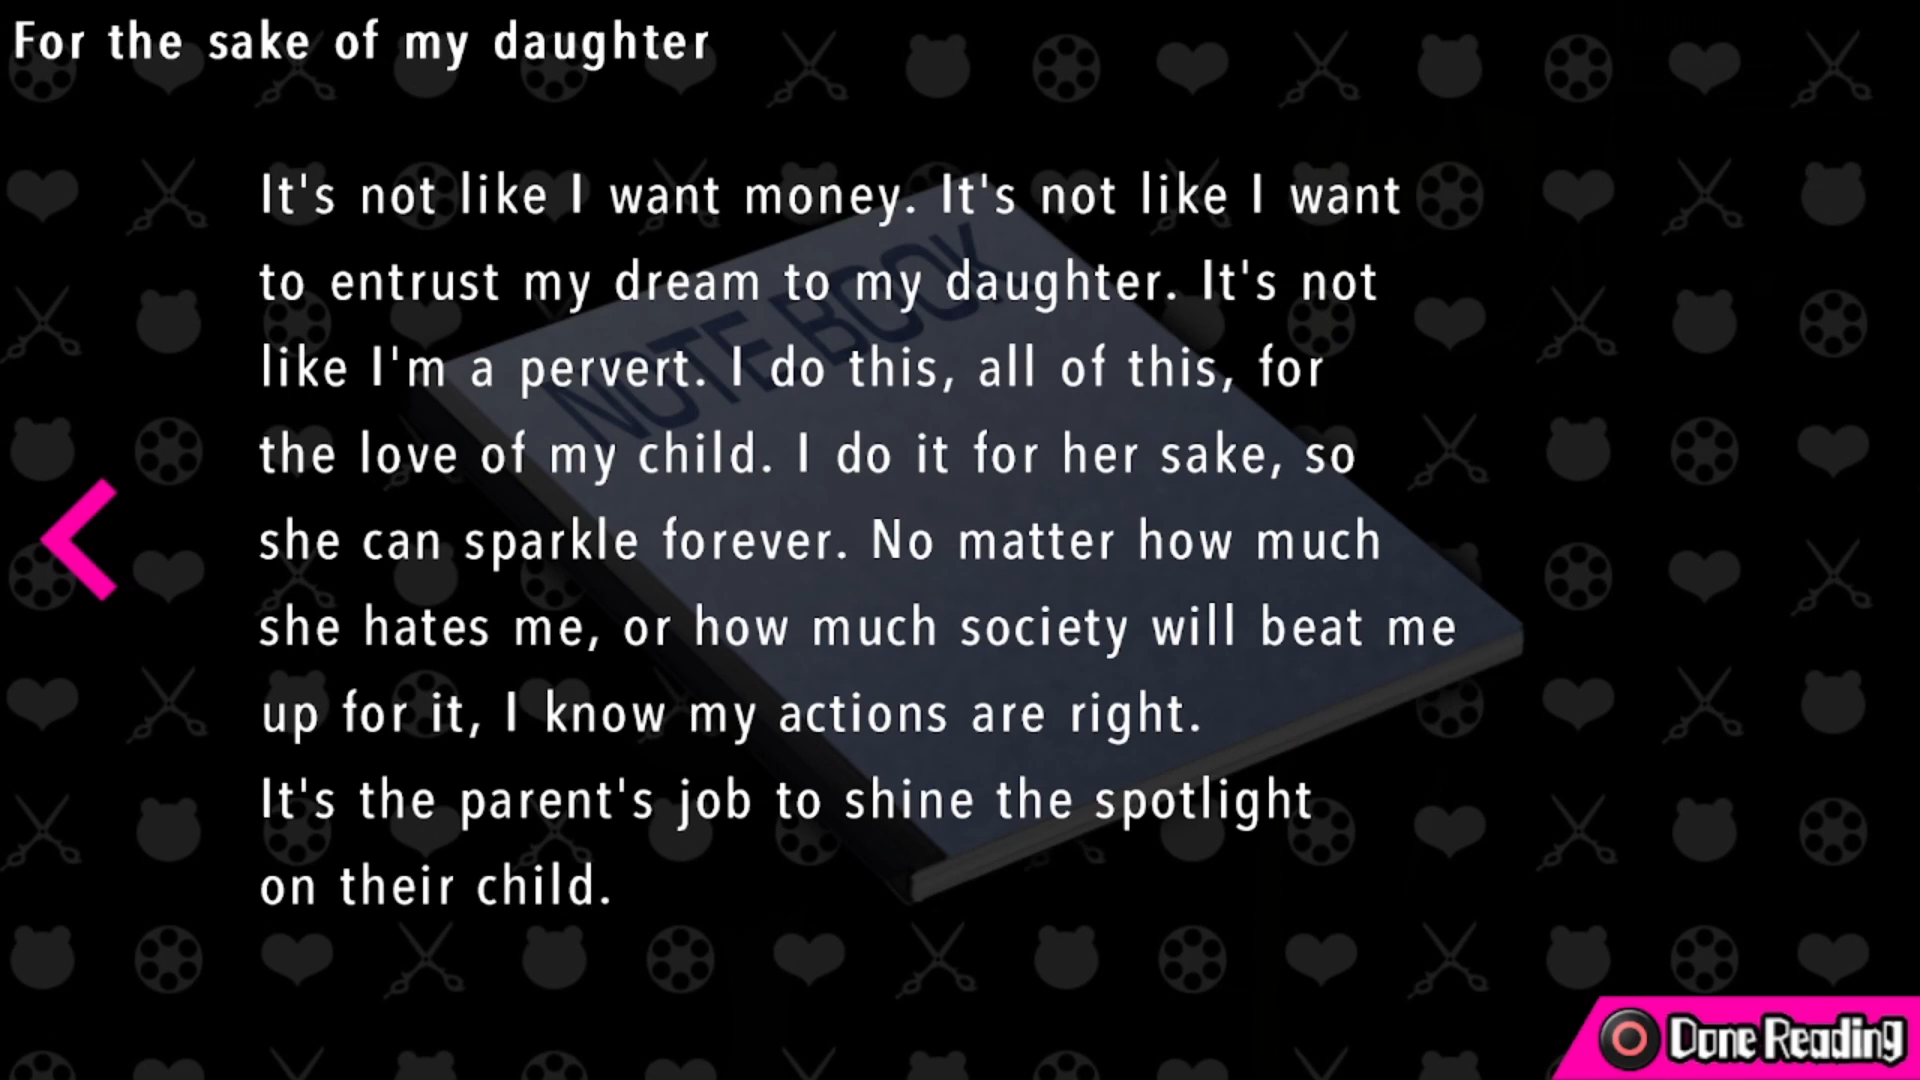 For the sake of my daughter
It's not like I want money. It's not like I want
to entrust my dream to my daughter. It's not
like I'm a pervert. I do this, all of this, for
the love of my child. I do it for her sake, so
she can sparkle forever. No matter how much
she hates me, or how much society will beat me
up for it, I know my actions are right.
It's the parent's job to shine the spotlight
on their child.
NOTE BOOK
Done Reading